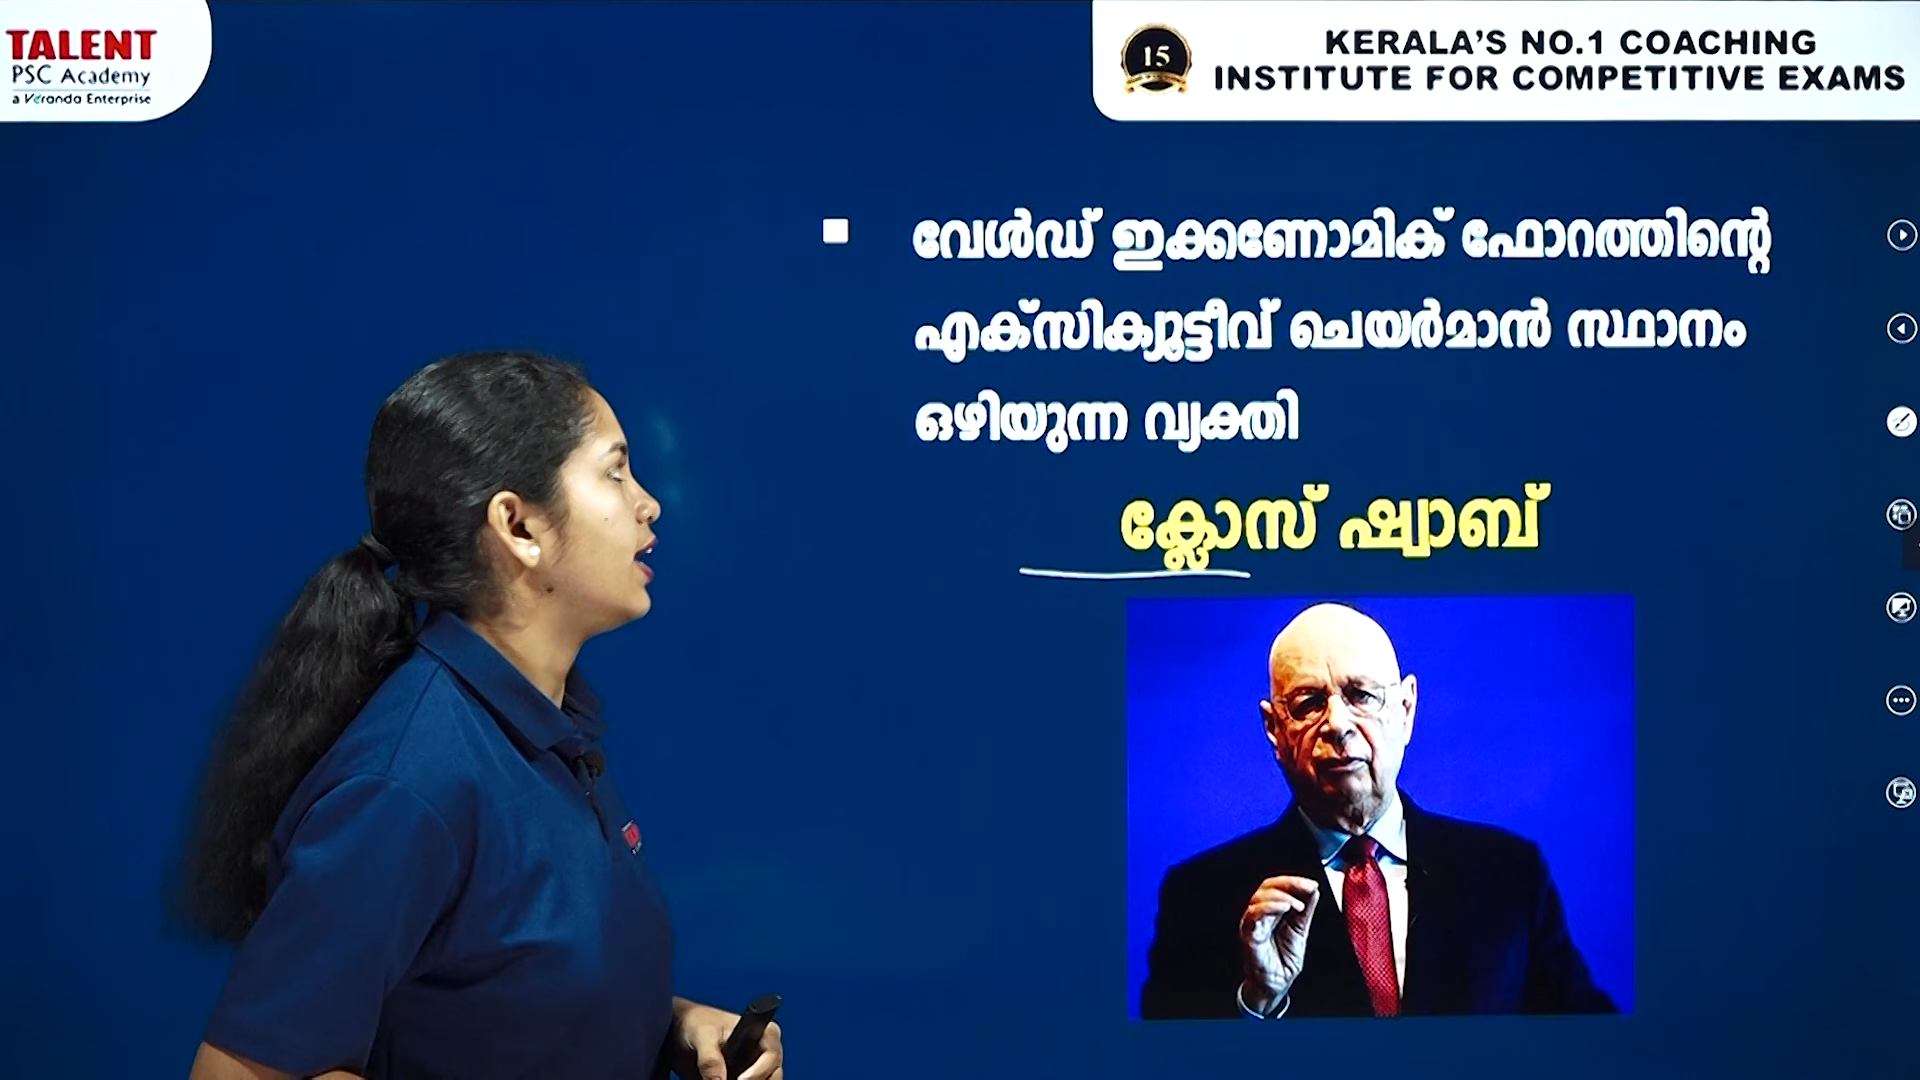 TALENT
PSC Academy
a Veranda Enterprise
15
KERALA'S NO.1 COACHING
INSTITUTE FOR COMPETITIVE EXAMS
വേൾഡ് ഇക്കണോമിക് ഫോറത്തിന്റെ
എക്സിക്യൂട്ടീവ് ചെയർമാൻ സ്ഥാനം
ഒഴിയുന്ന വ്യക്തി
ക്ലോസ് ഷ്വാബ്